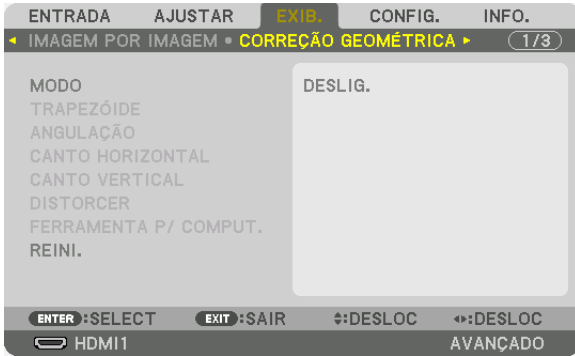 ENTRADA AJUSTAR EXIB. CONFIG. INFO.
IMAGEM POR IMAGEM • CORREÇÃO GEOMÉTRICA 1/3
MODO DESLIG.
TRAPEZÓIDE
ANGULAÇÃO
CANTO HORIZONTAL
CANTO VERTICAL
DISTORCER
FERRAMENTA P/ COMPUT.
REINI.
ENTER :SELECT EXIT :SAIR :DESLOC :DESLOC
HDMI1 AVANÇADO